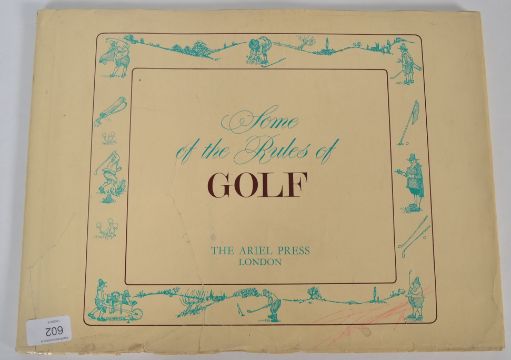 Some
of the Rules of
GOLF
THE ARIEL PRESS
LONDON
602